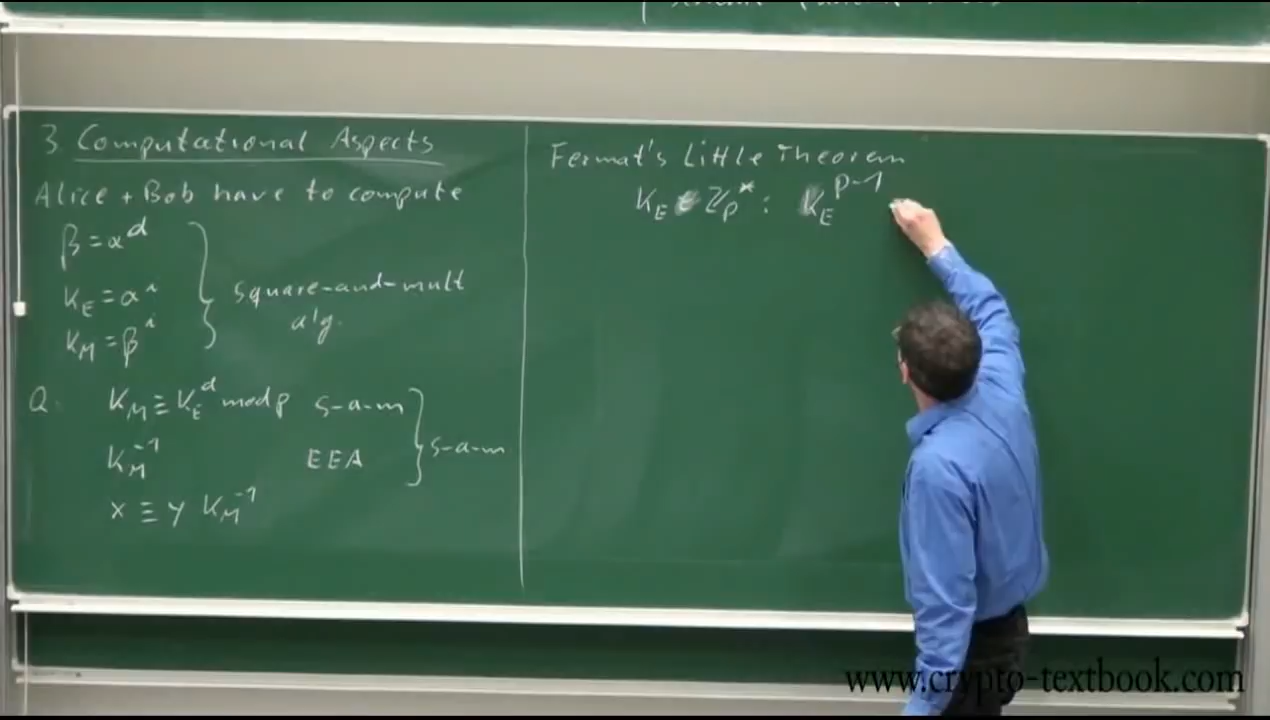 3. Computational Aspects
Alice + Bob have to compute
β = α^d
K_E = α^i
K_M = β^i
square-and-mult
alg.
Q. K_M ≡ K_E^d mod p s-a-m
K_M^-1 EEA
s-a-m
x ≡ y K_M^-1
Fermat's Little Theorem
K_E ∈ Z_p^* : K_E^p-1
www.crypto-textbook.com